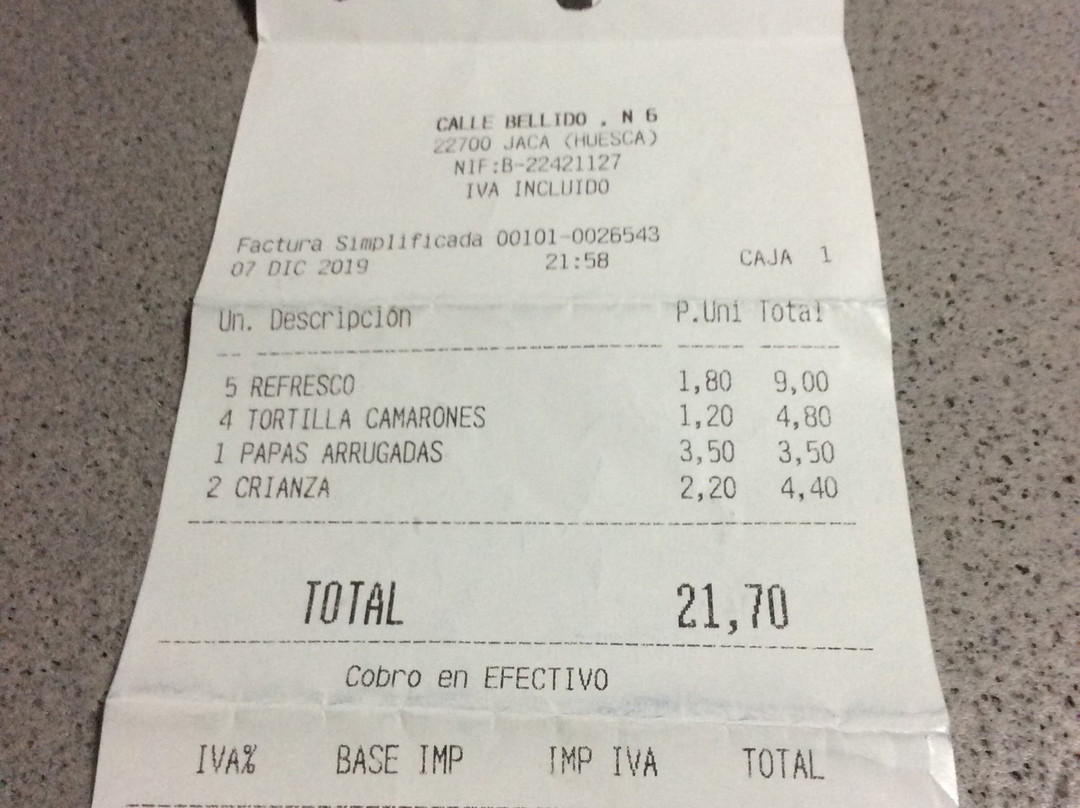 CALLE BELLIDO . N 6
22700 JACA (HUESCA)
NIF:B-22421127
IVA INCLUIDO
Factura Simplificada 00101-0026543
07 DIC 2019 21:58 CAJA 1
Un. Descripción P.Uni Total
5 REFRESCO 1,80 9,00
4 TORTILLA CAMARONES 1,20 4,80
1 PAPAS ARRUGADAS 3,50 3,50
2 CRIANZA 2,20 4,40
TOTAL 21,70
Cobro en EFECTIVO
IVA% BASE IMP IMP IVA TOTAL